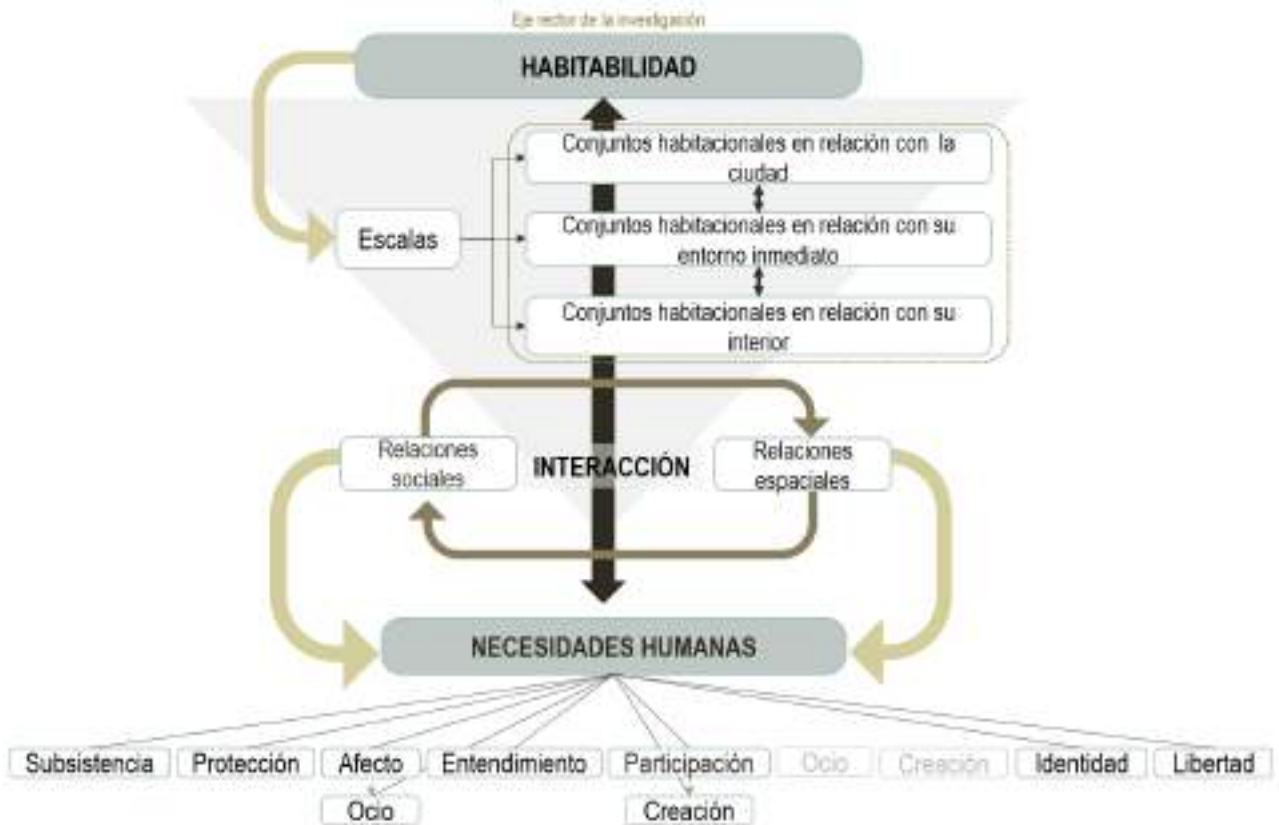 Eje rector de la investigación
HABITABILIDAD
Conjuntos habitacionales en relación con la
ciudad
Escalas
Conjuntos habitacionales en relación con su
entorno inmediato
Conjuntos habitacionales en relación con su
interior
Relaciones
sociales
INTERACCIÓN
Relaciones
espaciales
NECESIDADES HUMANAS
Subsistencia
Protección
Afecto
Entendimiento
Participación
Ocio
Creación
Identidad
Libertad
Ocio
Creación